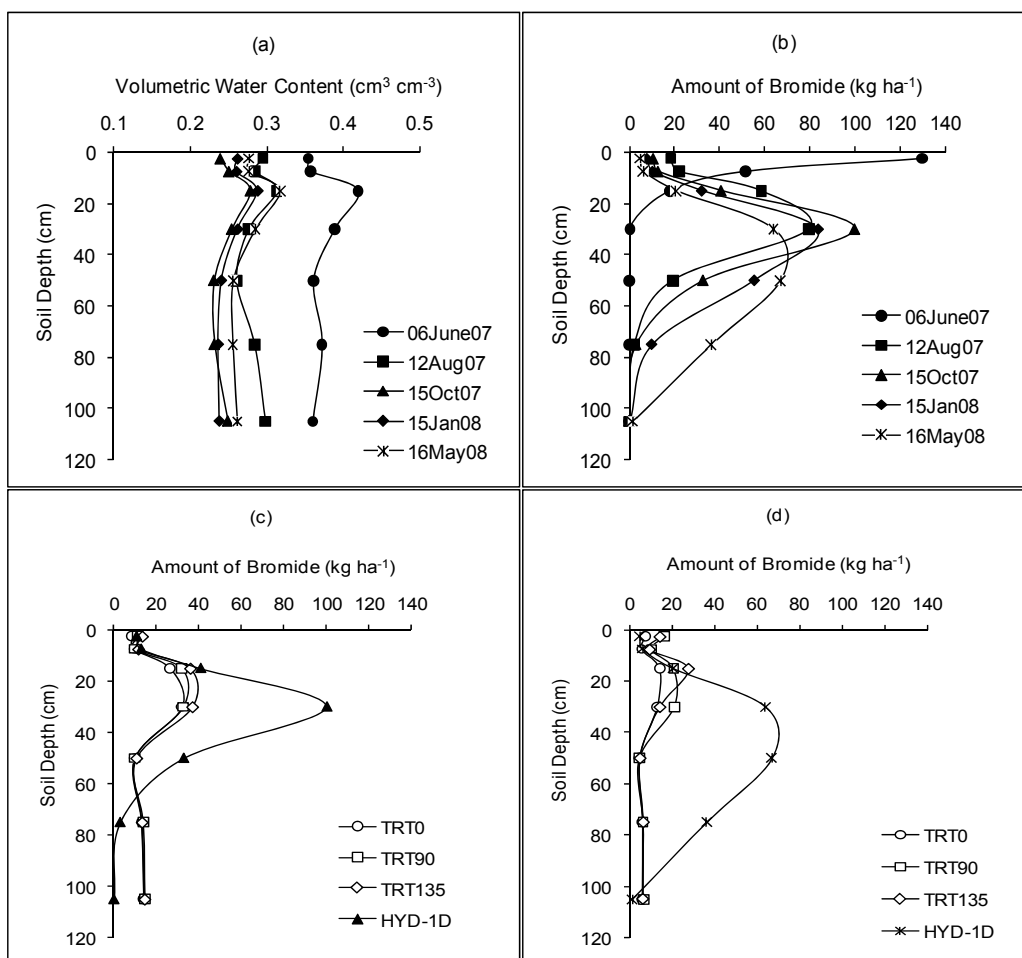 (a)
Volumetric Water Content (cm³ cm⁻³)
0.1 0.2 0.3 0.4 0.5
0
20
40
60
80
100
120
Soil Depth (cm)
06June07
12Aug07
15Oct07
15Jan08
16May08
(b)
Amount of Bromide (kg ha⁻¹)
0 20 40 60 80 100 120 140
0
20
40
60
80
100
120
Soil Depth (cm)
06June07
12Aug07
15Oct07
15Jan08
16May08
(c)
Amount of Bromide (kg ha⁻¹)
0 20 40 60 80 100 120 140
0
20
40
60
80
100
120
Soil Depth (cm)
TRT0
TRT90
TRT135
HYD-1D
(d)
Amount of Bromide (kg ha⁻¹)
0 20 40 60 80 100 120 140
0
20
40
60
80
100
120
Soil Depth (cm)
TRT0
TRT90
TRT135
HYD-1D